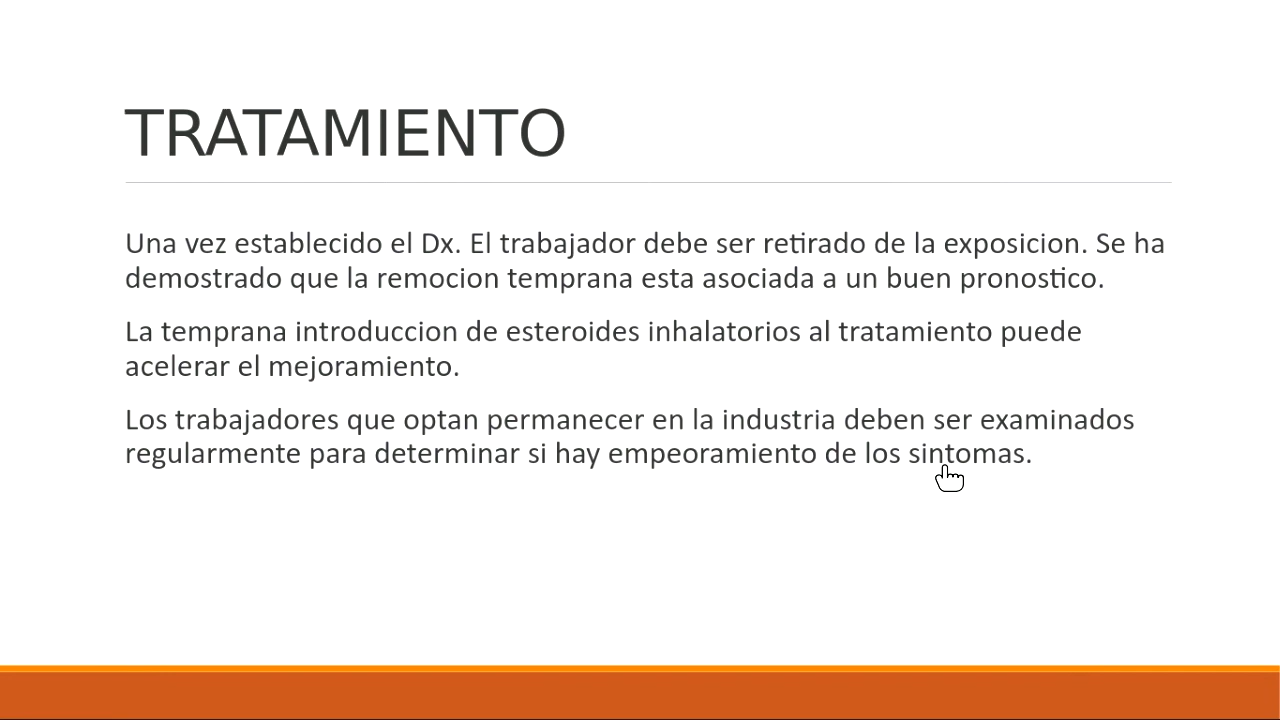 TRATAMIENTO
Una vez establecido el Dx. El trabajador debe ser retirado de la exposicion. Se ha
demostrado que la remocion temprana esta asociada a un buen pronostico.
La temprana introduccion de esteroides inhalatorios al tratamiento puede
acelerar el mejoramiento.
Los trabajadores que optan permanecer en la industria deben ser examinados
regularmente para determinar si hay empeoramiento de los sintomas.